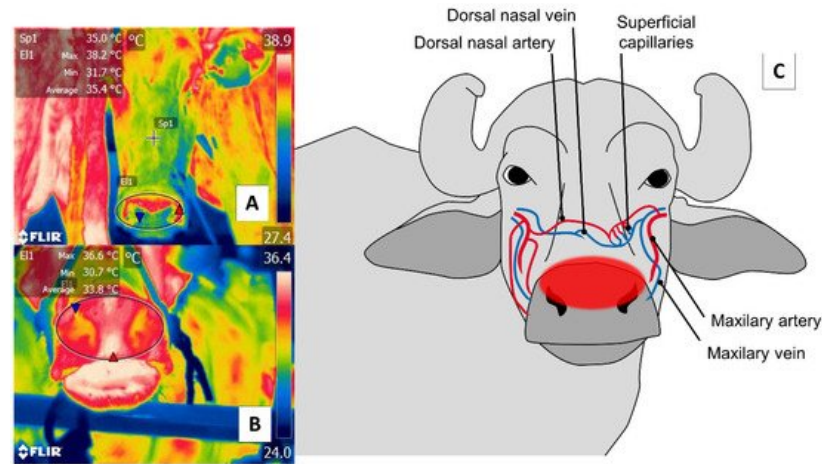 Sp1 35.0 °C
El1 Max 38.2 °C
Min 31.7 °C
Average 35.4 °C
°C
38.9
Sp1
El1
A
27.4
FLIR
El1 Max 36.6 °C
Min 30.7 °C
Average 33.8 °C
°C
36.4
El1
B
24.0
FLIR
Dorsal nasal vein
Dorsal nasal artery
Superficial
capillaries
C
Maxilary artery
Maxilary vein